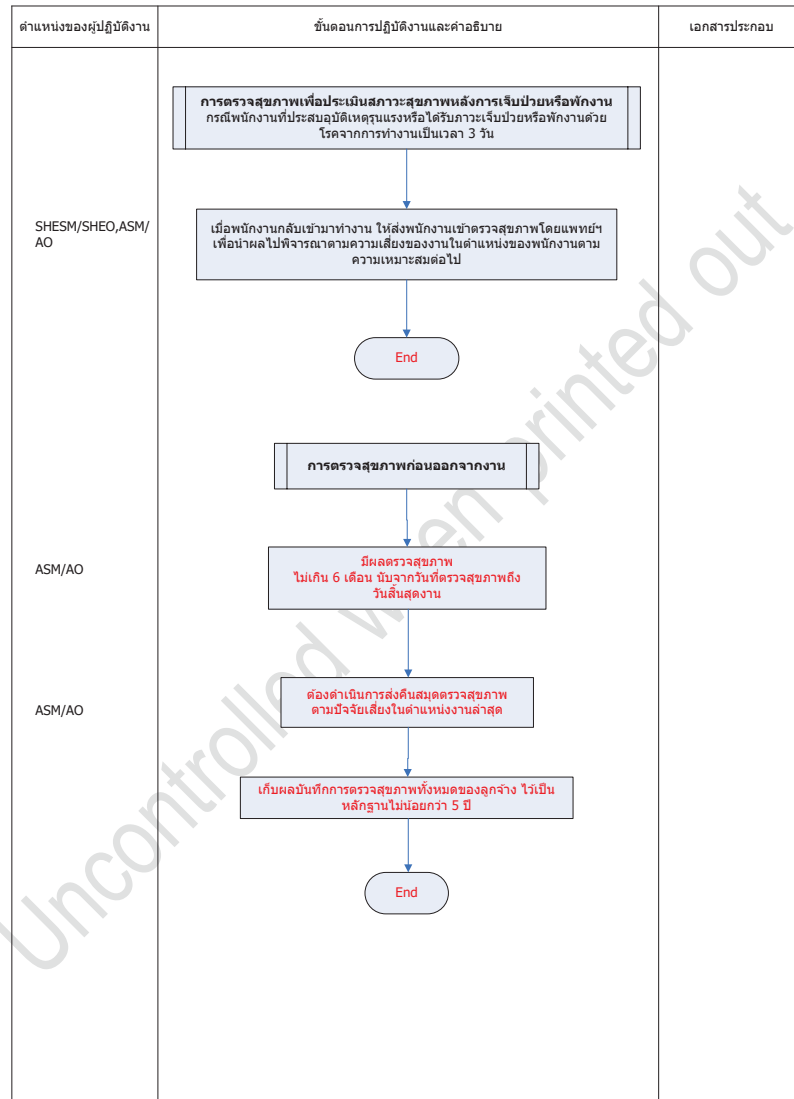 ตำแหน่งของผู้ปฏิบัติงาน
ขั้นตอนการปฏิบัติงานและคำอธิบาย
เอกสารประกอบ
การตรวจสุขภาพเพื่อประเมินสภาวะสุขภาพหลังการเจ็บป่วยหรือพักงาน
กรณีพนักงานที่ประสบอุบัติเหตุรุนแรงหรือได้รับภาวะเจ็บป่วยหรือพักงานด้วย
โรคจากการทำงานเป็นเวลา 3 วัน
SHESM/SHEO,ASM/
AO
เมื่อพนักงานกลับเข้ามาทำงาน ให้ส่งพนักงานเข้าตรวจสุขภาพโดยแพทย์ฯ
เพื่อนำผลไปพิจารณาตามความเสี่ยงของงานในตำแหน่งของพนักงานตาม
ความเหมาะสมต่อไป
End
การตรวจสุขภาพก่อนออกจากงาน
ASM/AO
มีผลตรวจสุขภาพ
ไม่เกิน 6 เดือน นับจากวันที่ตรวจสุขภาพถึง
วันสิ้นสุดงาน
ASM/AO
ต้องดำเนินการส่งคืนสมุดตรวจสุขภาพ
ตามปัจจัยเสี่ยงในตำแหน่งงานล่าสุด
เก็บผลบันทึกการตรวจสุขภาพทั้งหมดของลูกจ้าง ไว้เป็น
หลักฐานไม่น้อยกว่า 5 ปี
End
Uncontrolled when printed out